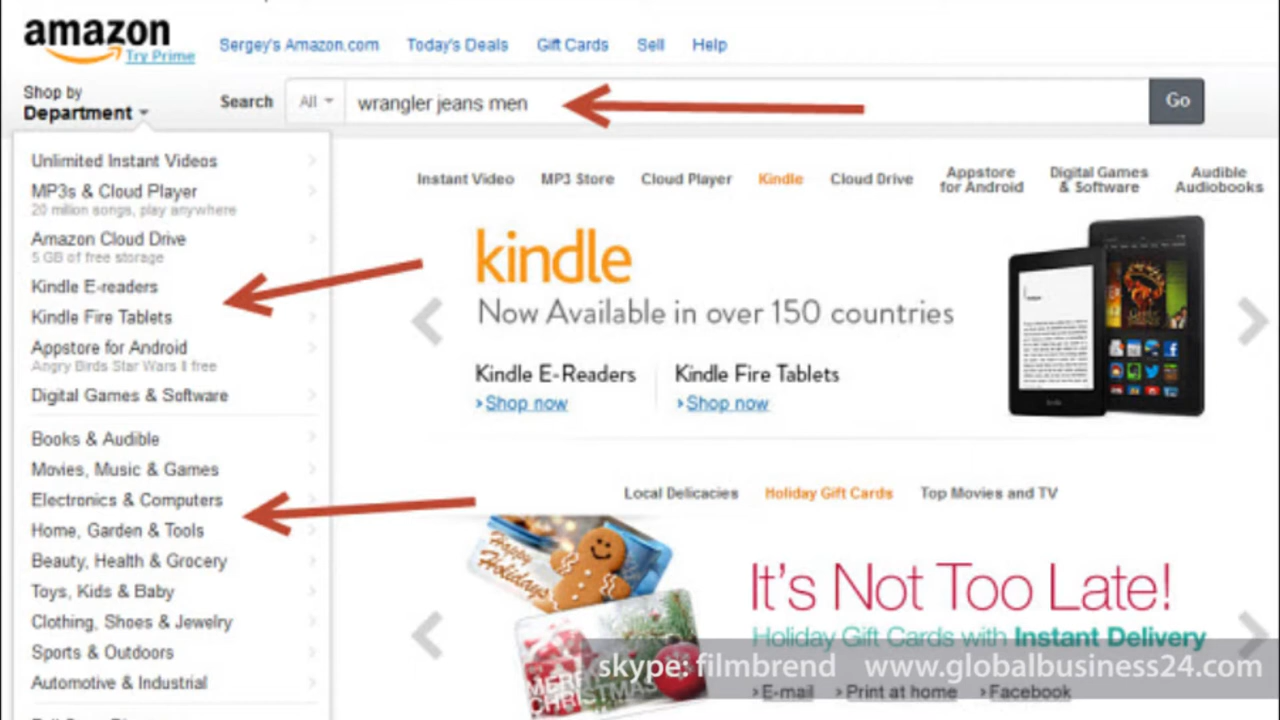 amazon
Try Prime
Sergey's Amazon.com Today's Deals Gift Cards Sell Help
Shop by
Department
Search All wrangler jeans men Go
Unlimited Instant Videos
MP3s & Cloud Player
20 million songs, play anywhere
Amazon Cloud Drive
5 GB of free storage
Kindle E-readers
Kindle Fire Tablets
Appstore for Android
Angry Birds Star Wars II free
Digital Games & Software
Books & Audible
Movies, Music & Games
Electronics & Computers
Home, Garden & Tools
Beauty, Health & Grocery
Toys, Kids & Baby
Clothing, Shoes & Jewelry
Sports & Outdoors
Automotive & Industrial
Instant Video MP3 Store Cloud Player Kindle Cloud Drive Appstore for Android Digital Games & Software Audible Audiobooks
kindle
Now Available in over 150 countries
Kindle E-Readers Kindle Fire Tablets
Shop now Shop now
Local Delicacies Holiday Gift Cards Top Movies and TV
Happy
Holidays
MERRY
CHRISTMAS
It's Not Too Late!
Holiday Gift Cards with Instant Delivery
skype: filmbrend www.globalbusiness24.com
E-mail Print at home Facebook